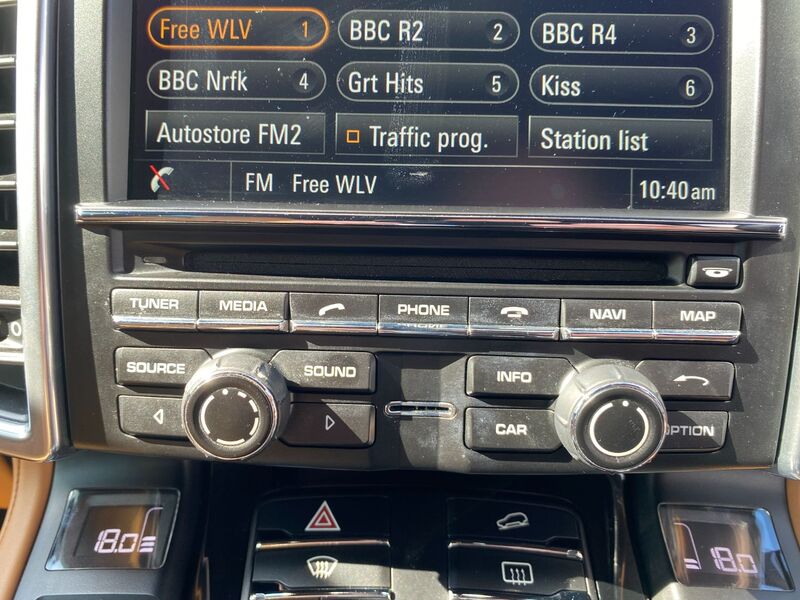 Free WLV 1 BBC R2 2 BBC R4 3
BBC Nrfk 4 Grt Hits 5 Kiss 6
Autostore FM2 Traffic prog. Station list
FM Free WLV 10:40 am
TUNER MEDIA PHONE NAVI MAP
SOURCE SOUND INFO
CAR OPTION
18.0 18.0